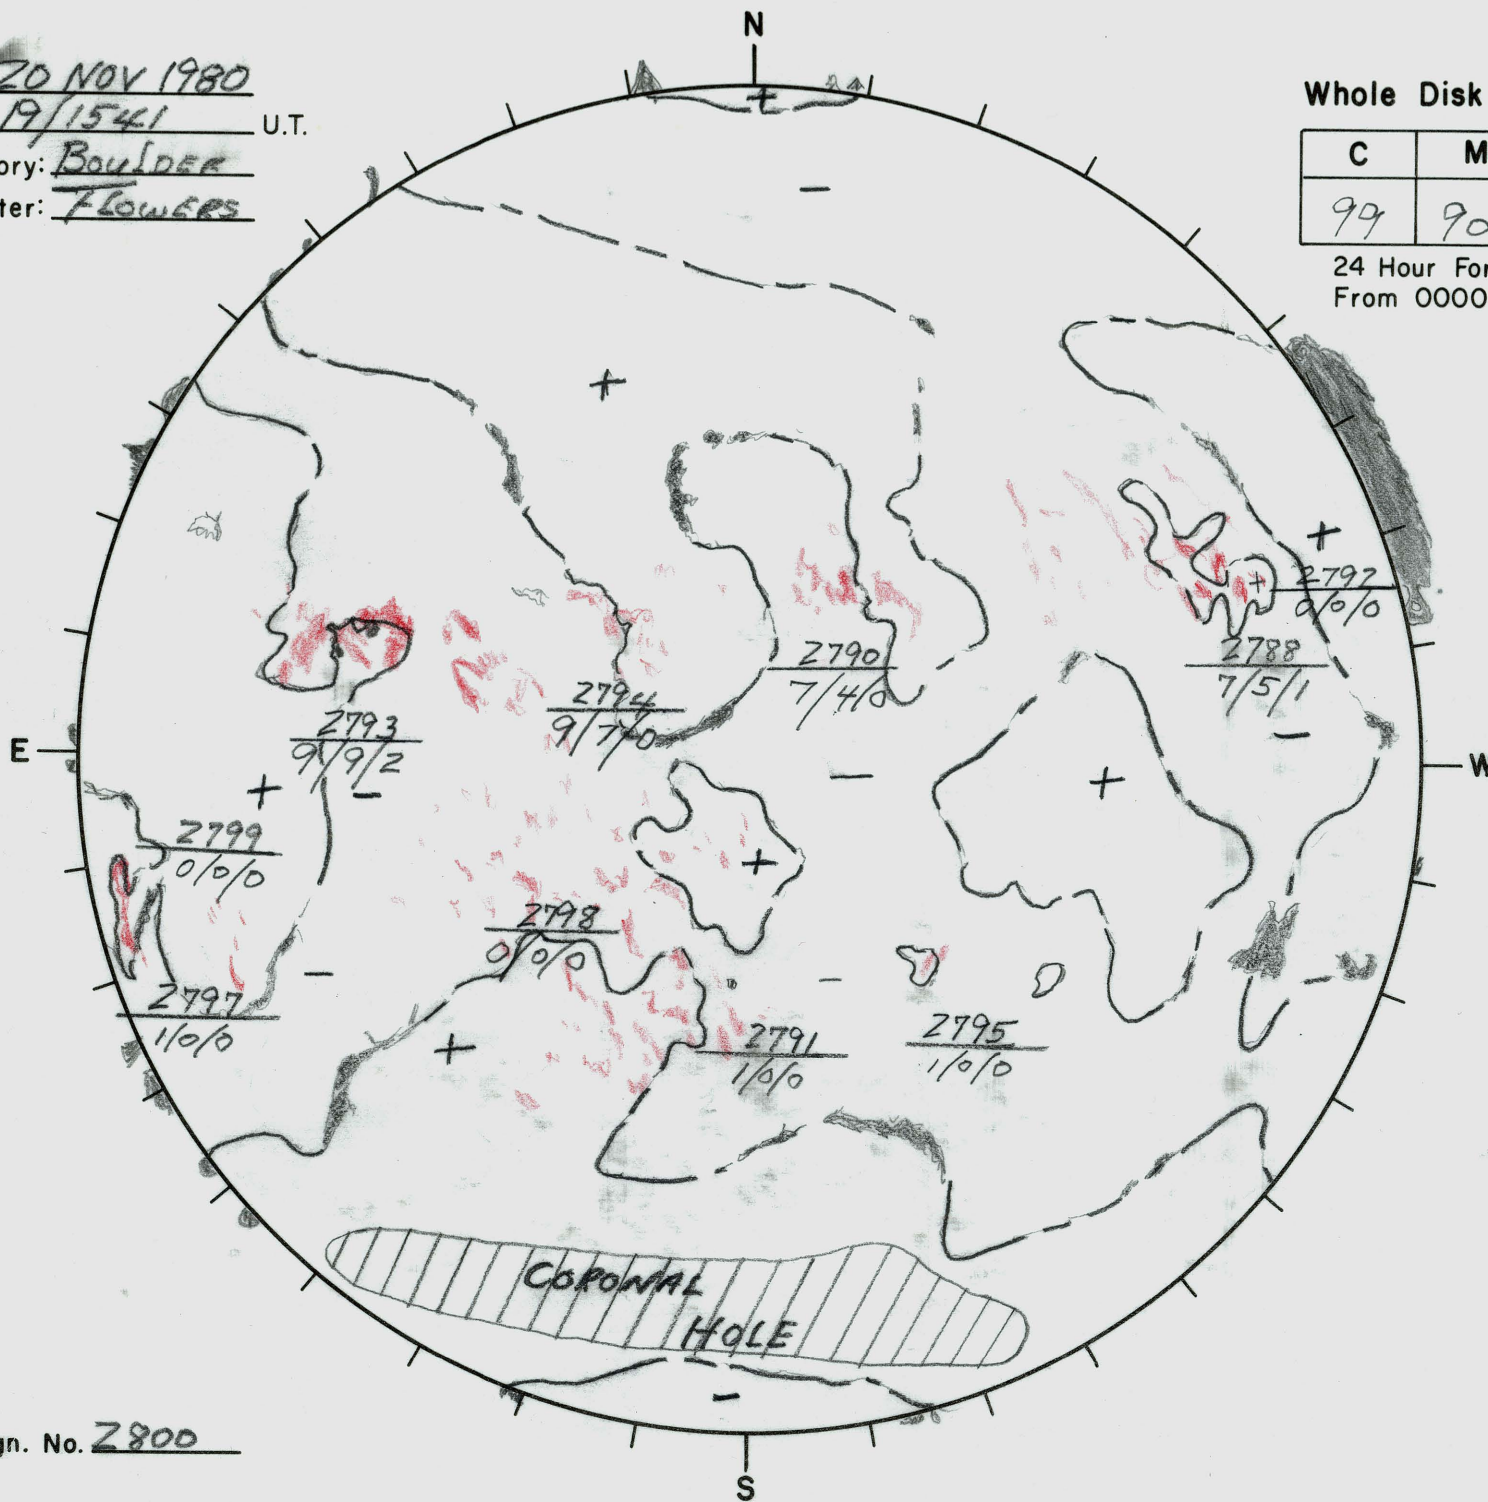 N
20 NOV 1980
19/1541 U.T.
ory: BOULDER
ter: FLOWERS
Whole Disk
C M
99 90
24 Hour For
From 0000
+
−
+
+
2792
0/0/0
2788
7/5/1
2790
7/4/0
2794
9/7/0
2793
9/9/2
E
W
+
−
−
+
−
+
2799
0/0/0
2798
0/0/0
−
−
2797
1/0/0
+
2791
1/0/0
2795
1/0/0
CORONAL
HOLE
−
gn. No. 2800
S